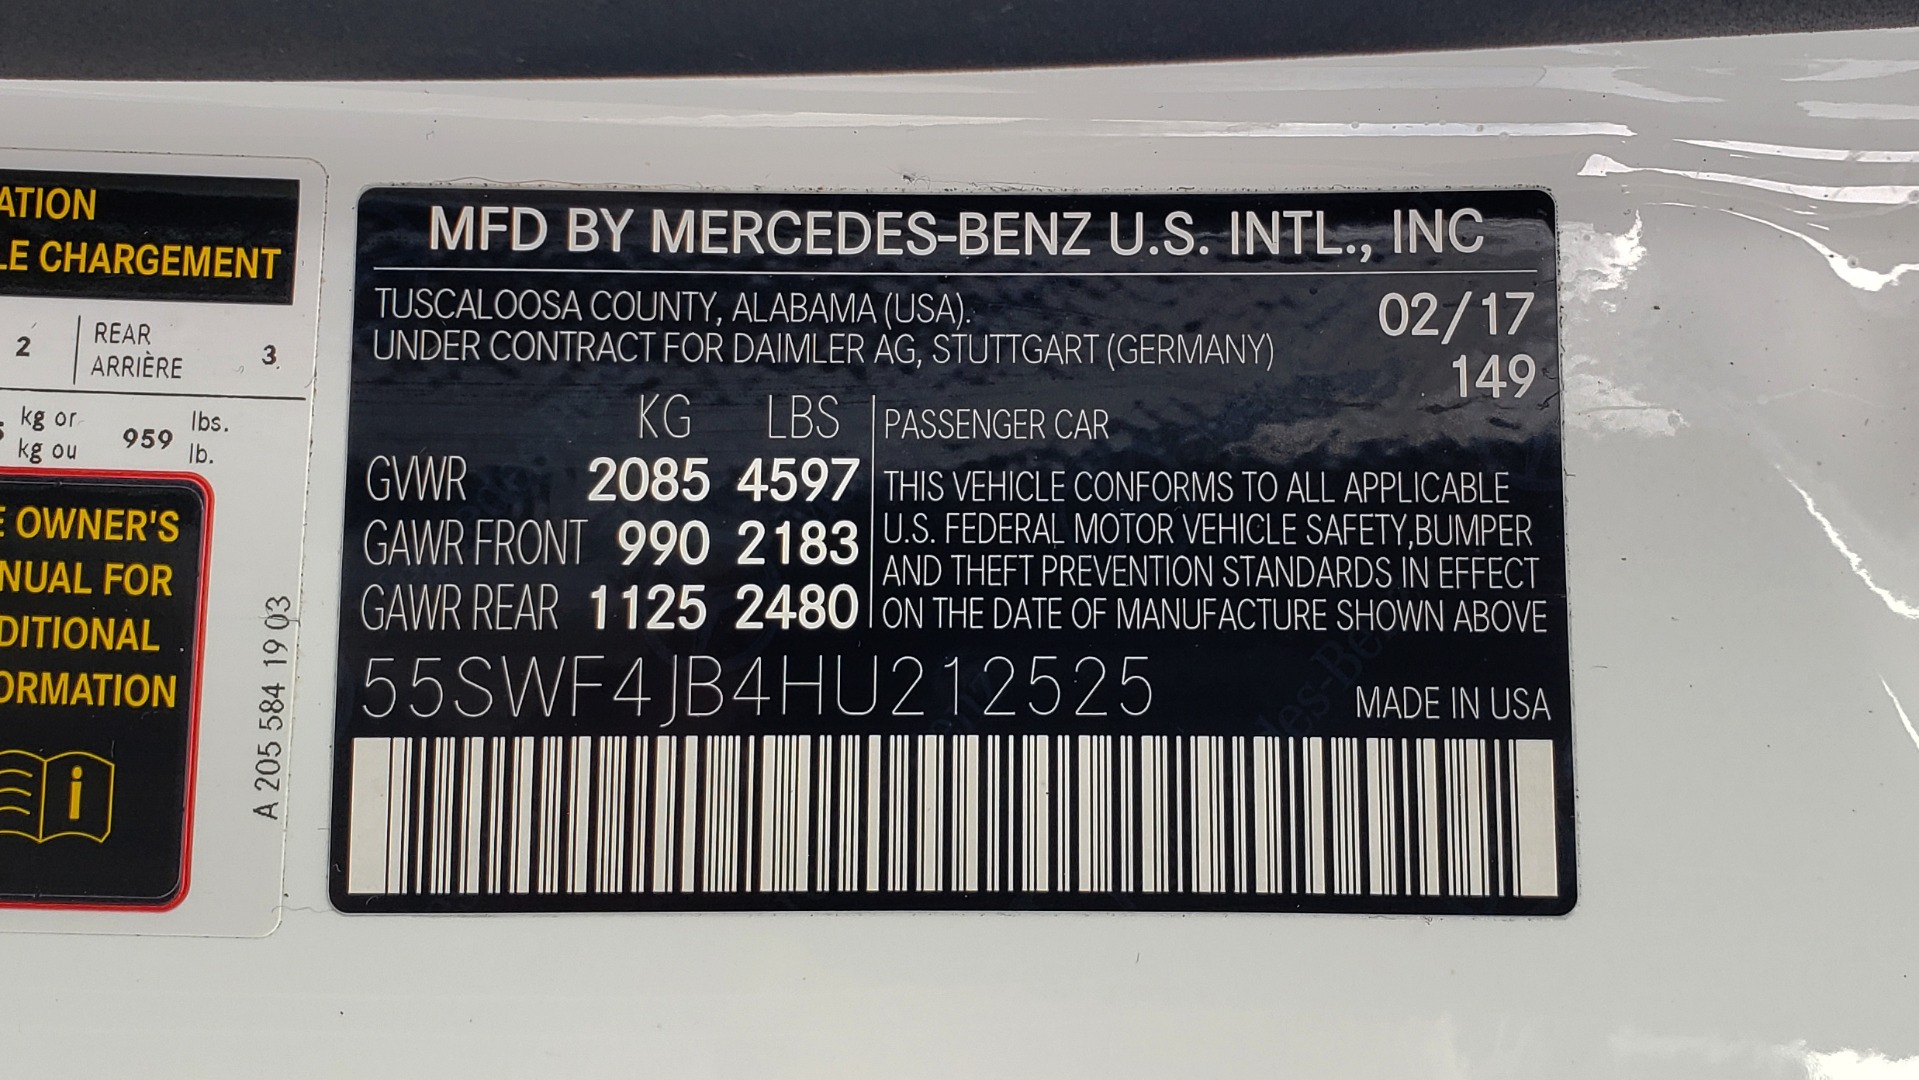 ATION
LE CHARGEMENT
2 REAR 3
ARRIÈRE
kg or 959 lbs.
kg ou lb.
OWNER'S
NUAL FOR
DITIONAL
ORMATION
A 205 584 19 03
MFD BY MERCEDES-BENZ U.S. INTL., INC
TUSCALOOSA COUNTY, ALABAMA (USA). 02/17
UNDER CONTRACT FOR DAIMLER AG, STUTTGART (GERMANY) 149
KG LBS
GVWR 2085 4597
GAWR FRONT 990 2183
GAWR REAR 1125 2480
PASSENGER CAR
THIS VEHICLE CONFORMS TO ALL APPLICABLE
U.S. FEDERAL MOTOR VEHICLE SAFETY,BUMPER
AND THEFT PREVENTION STANDARDS IN EFFECT
ON THE DATE OF MANUFACTURE SHOWN ABOVE
55SWF4JB4HU212525
MADE IN USA